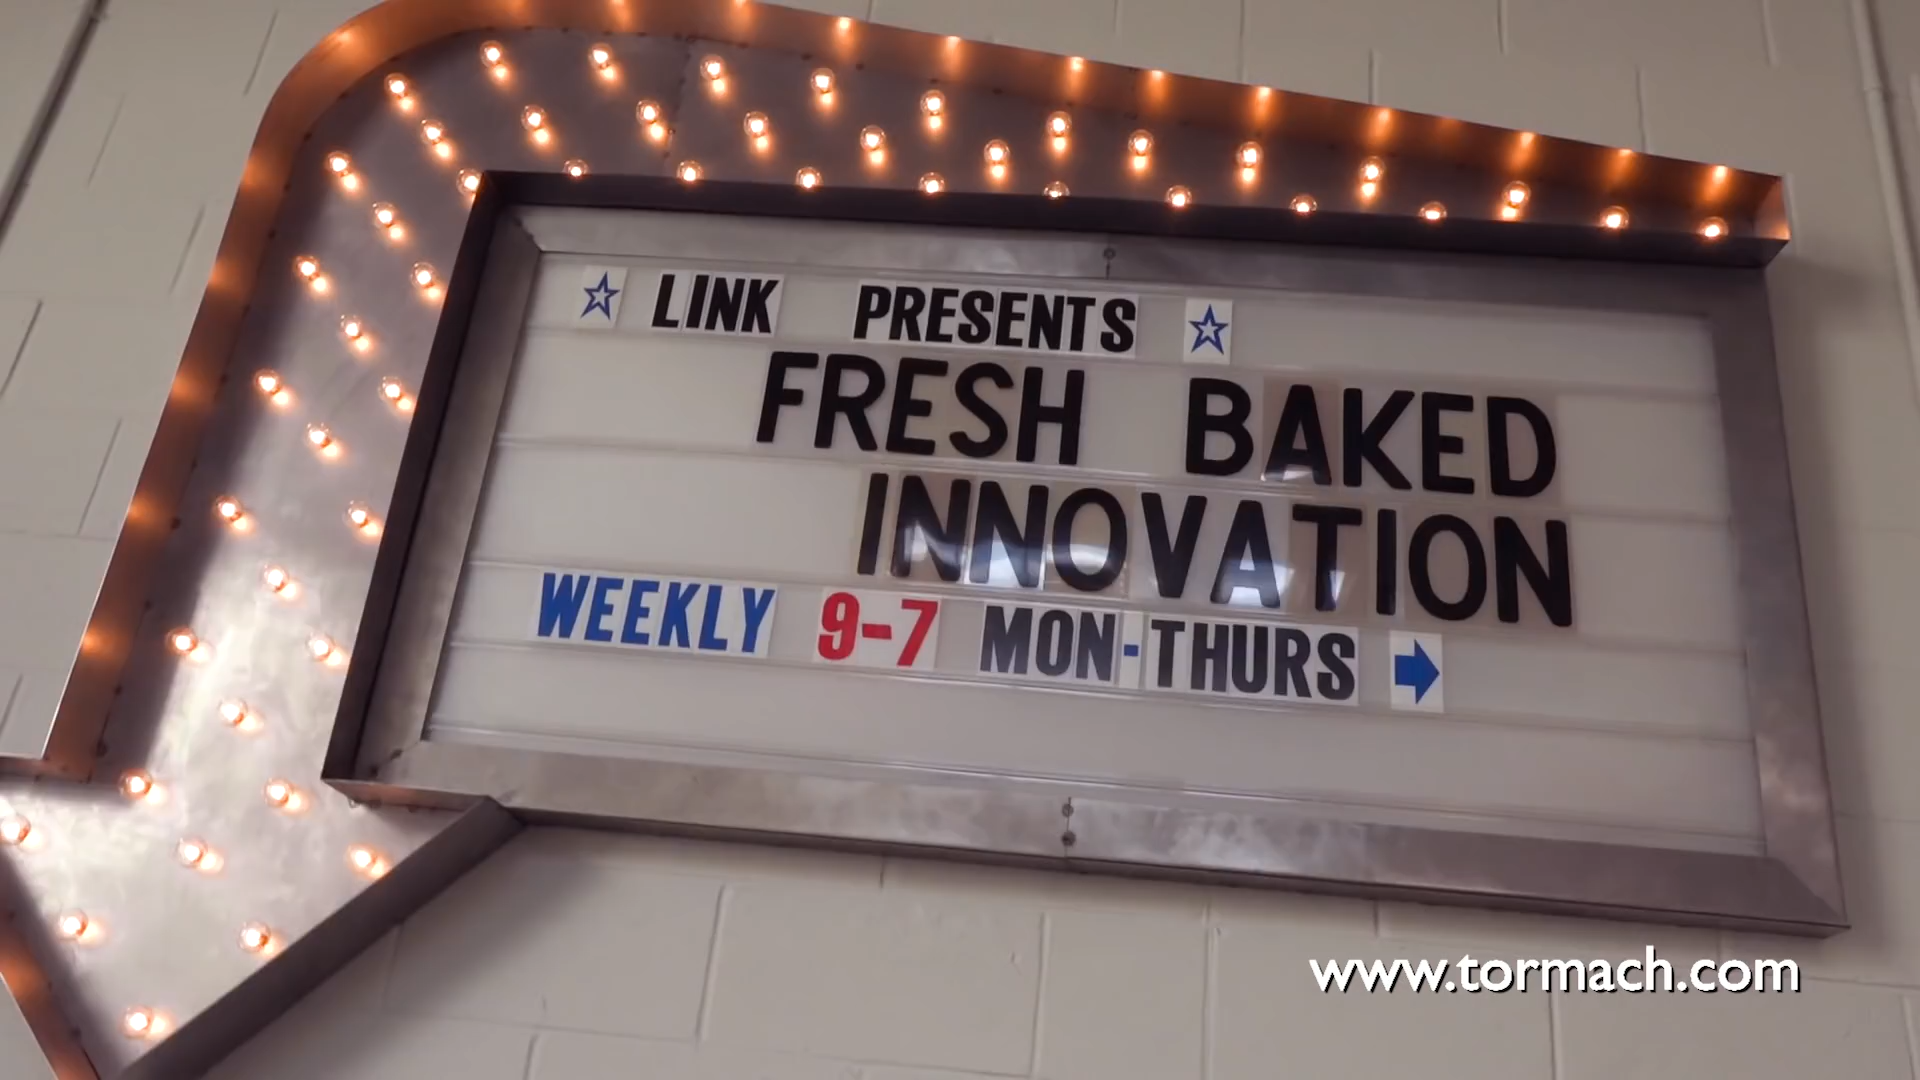 ☆ LINK PRESENTS ☆
FRESH BAKED
INNOVATION
WEEKLY 9-7 MON-THURS ➡
www.tormach.com